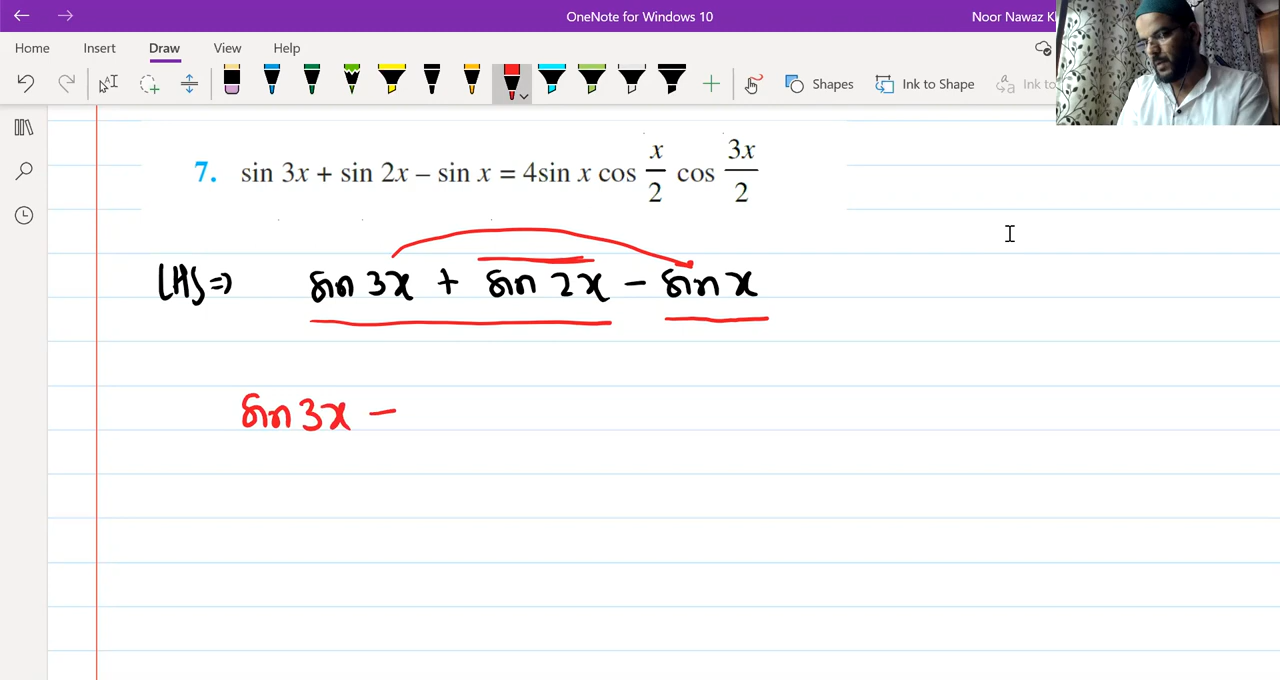 OneNote for Windows 10
Noor Nawaz Kh
Home Insert Draw View Help
Shapes Ink to Shape Ink to
7. sin 3x + sin 2x – sin x = 4sin x cos x/2 cos 3x/2
LHS => sin 3x + sin 2x - sin x
sin 3x -